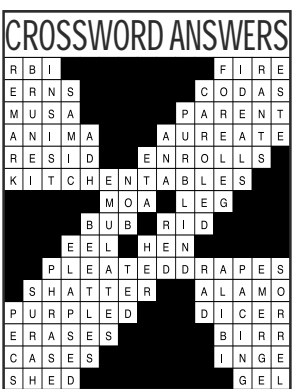 CROSSWORD ANSWERS
RBI FIRE
ERNS CODAS
MUSA PARENT
ANIMA AUREATE
RESID ENROLLS
KITCHENTABLES
MOA LEG
BUB RID
EEL HEN
PLEATEDDRAPES
SHATTER ALAMO
PURPLED DICER
ERASES BIRR
CASES INGE
SHED GEL